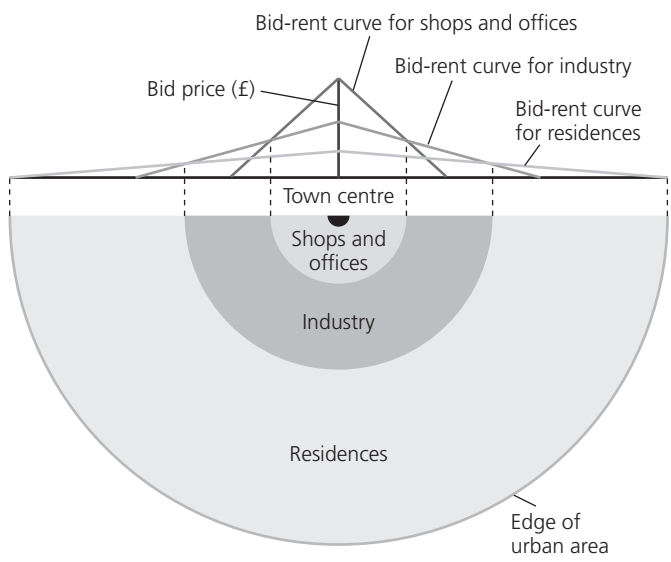 Bid-rent curve for shops and offices
Bid-rent curve for industry
Bid price (£)
Bid-rent curve
for residences
Town centre
Shops and
offices
Industry
Residences
Edge of
urban area